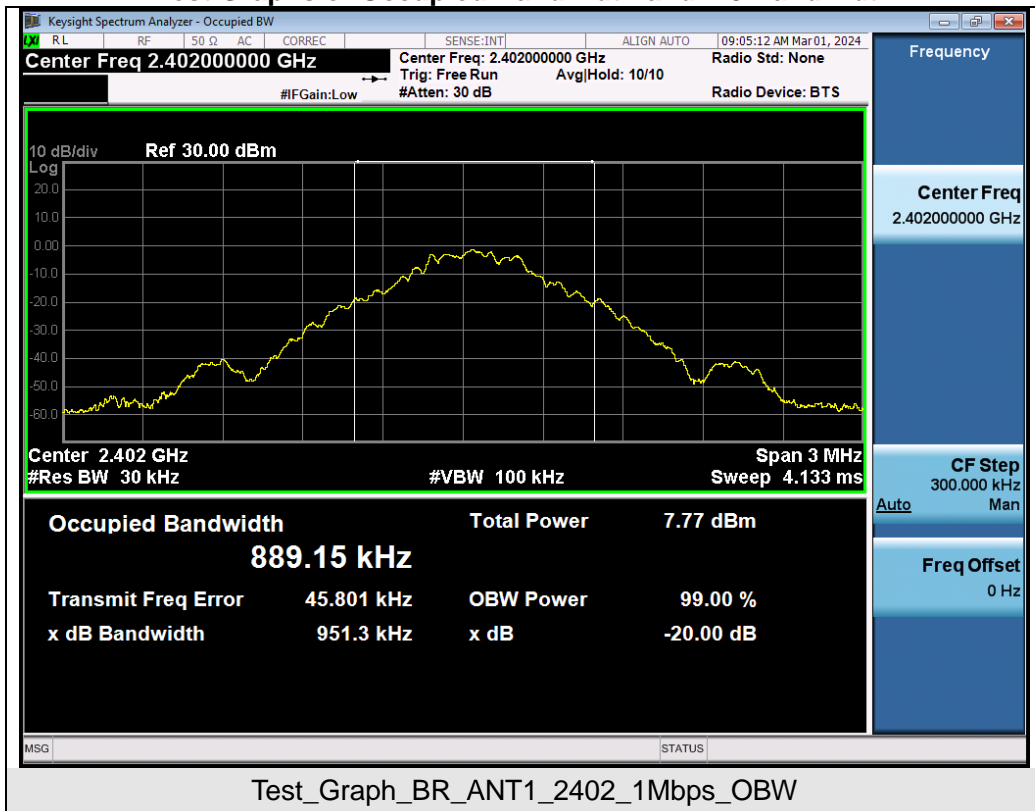 Keysight Spectrum Analyzer - Occupied BW
LXI RL RF 50 Ω AC CORREC SENSE:INT ALIGN AUTO 09:05:12 AM Mar 01, 2024
Center Freq 2.402000000 GHz
Center Freq: 2.402000000 GHz
Radio Std: None
Trig: Free Run Avg|Hold: 10/10
#IFGain:Low
#Atten: 30 dB
Radio Device: BTS
10 dB/div Ref 30.00 dBm
Log
20.0
10.0
0.00
-10.0
-20.0
-30.0
-40.0
-50.0
-60.0
Center 2.402 GHz Span 3 MHz
#Res BW 30 kHz #VBW 100 kHz Sweep 4.133 ms
Occupied Bandwidth Total Power 7.77 dBm
889.15 kHz
Transmit Freq Error 45.801 kHz OBW Power 99.00 %
x dB Bandwidth 951.3 kHz x dB -20.00 dB
MSG STATUS
Frequency
Center Freq
2.402000000 GHz
CF Step
300.000 kHz
Auto Man
Freq Offset
0 Hz
Test_Graph_BR_ANT1_2402_1Mbps_OBW